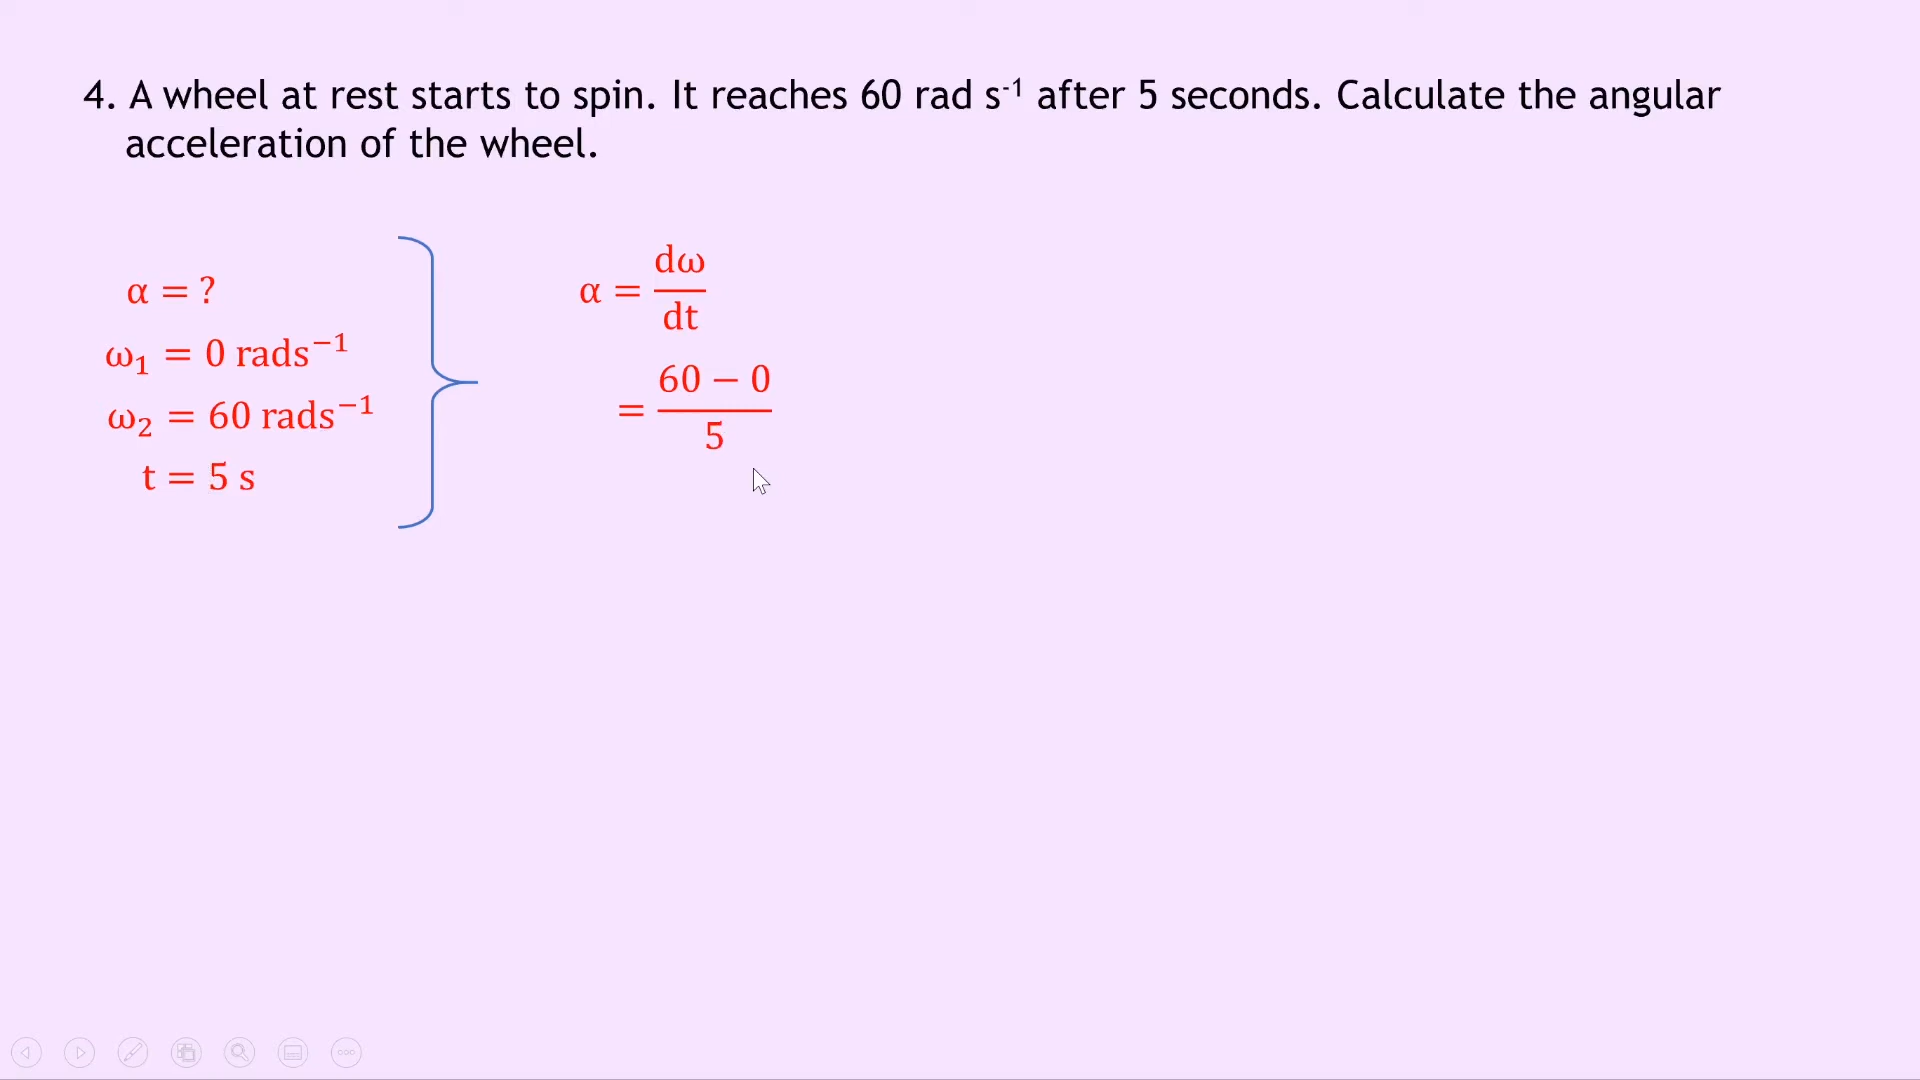 4. A wheel at rest starts to spin. It reaches 60 rad s⁻¹ after 5 seconds. Calculate the angular
acceleration of the wheel.
α = ?
ω₁ = 0 rads⁻¹
ω₂ = 60 rads⁻¹
t = 5 s
α = dω/dt
= (60 − 0)/5